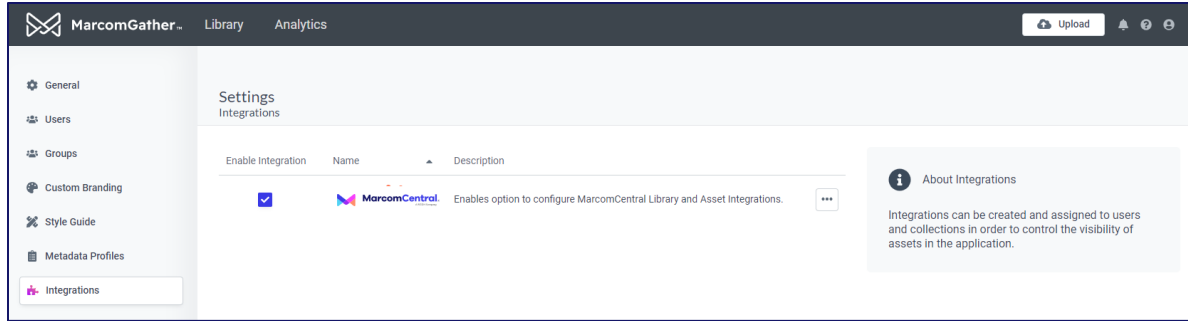 MarcomGather™ Library Analytics Upload
General
Users
Groups
Custom Branding
Style Guide
Metadata Profiles
Integrations
Settings
Integrations
Enable Integration Name Description
MarcomCentral. Enables option to configure MarcomCentral Library and Asset Integrations.
About Integrations
Integrations can be created and assigned to users
and collections in order to control the visibility of
assets in the application.